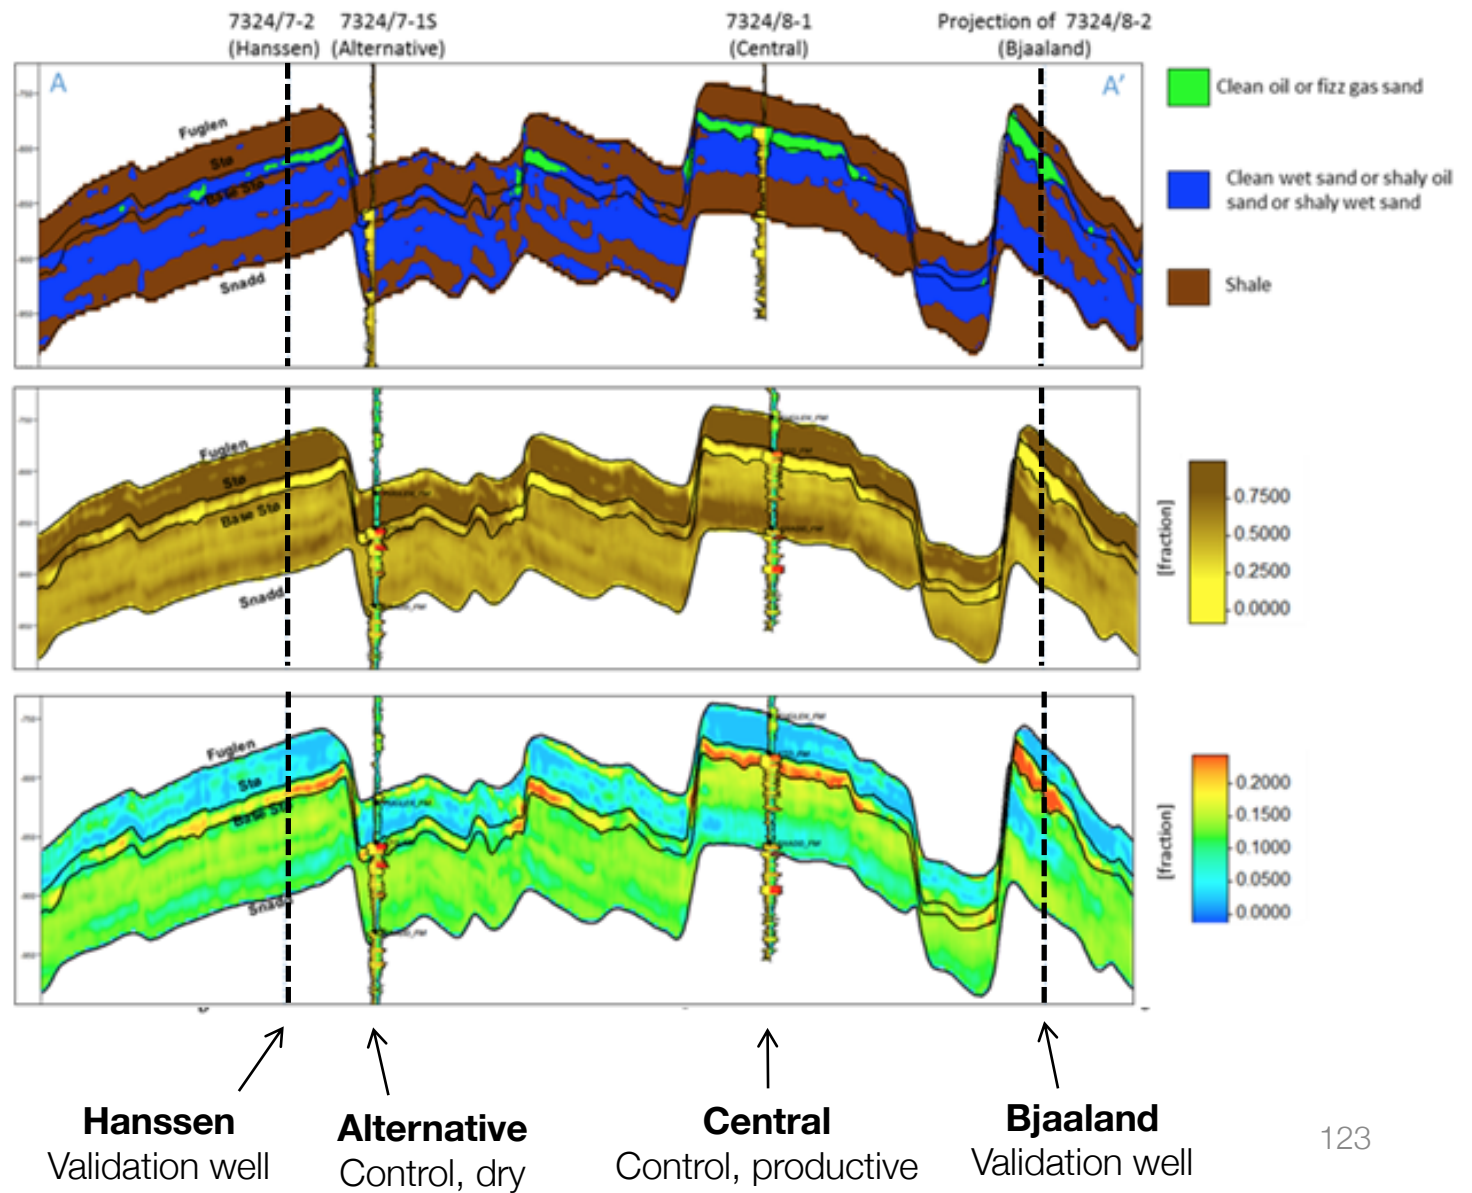 7324/7-2 7324/7-1S 7324/8-1 Projection of 7324/8-2
(Hanssen) (Alternative) (Central) (Bjaaland)
A A'
Fuglen
Stø
Base Stø
Snadd
Clean oil or fizz gas sand
Clean wet sand or shaly oil
sand or shaly wet sand
Shale
Fuglen
Stø
Base Stø
Snadd
[fraction]
0.7500
0.5000
0.2500
0.0000
Fuglen
Stø
Base Stø
Snadd
[fraction]
0.2000
0.1500
0.1000
0.0500
0.0000
Hanssen
Validation well
Alternative
Control, dry
Central
Control, productive
Bjaaland
Validation well
123